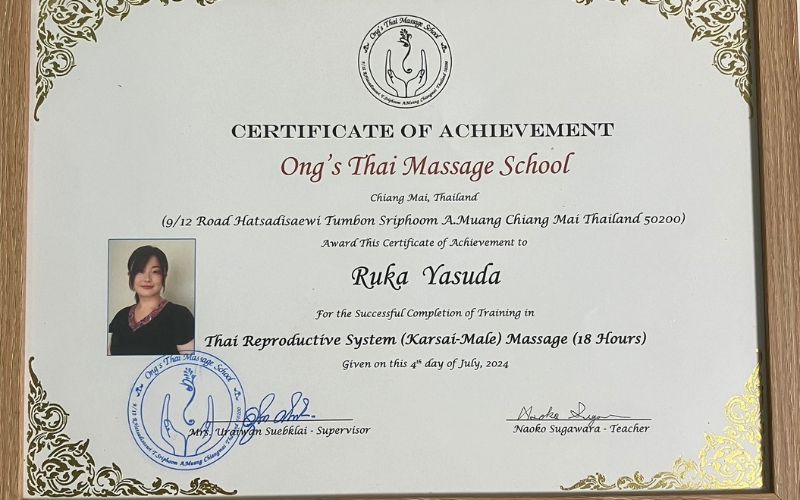 Ong's Thai Massage School
CERTIFICATE OF ACHIEVEMENT
Ong's Thai Massage School
Chiang Mai, Thailand
(9/12 Road Hatsadisaewi Tumbon Sriphoom A.Muang Chiang Mai Thailand 50200)
Award This Certificate of Achievement to
Ruka Yasuda
For the Successful Completion of Training in
Thai Reproductive System (Karsai-Male) Massage (18 Hours)
Given on this 4th day of July, 2024
Ong's Thai Massage School
Mrs. Uraiwan Suebklai - Supervisor
Naoko Sugawara - Teacher